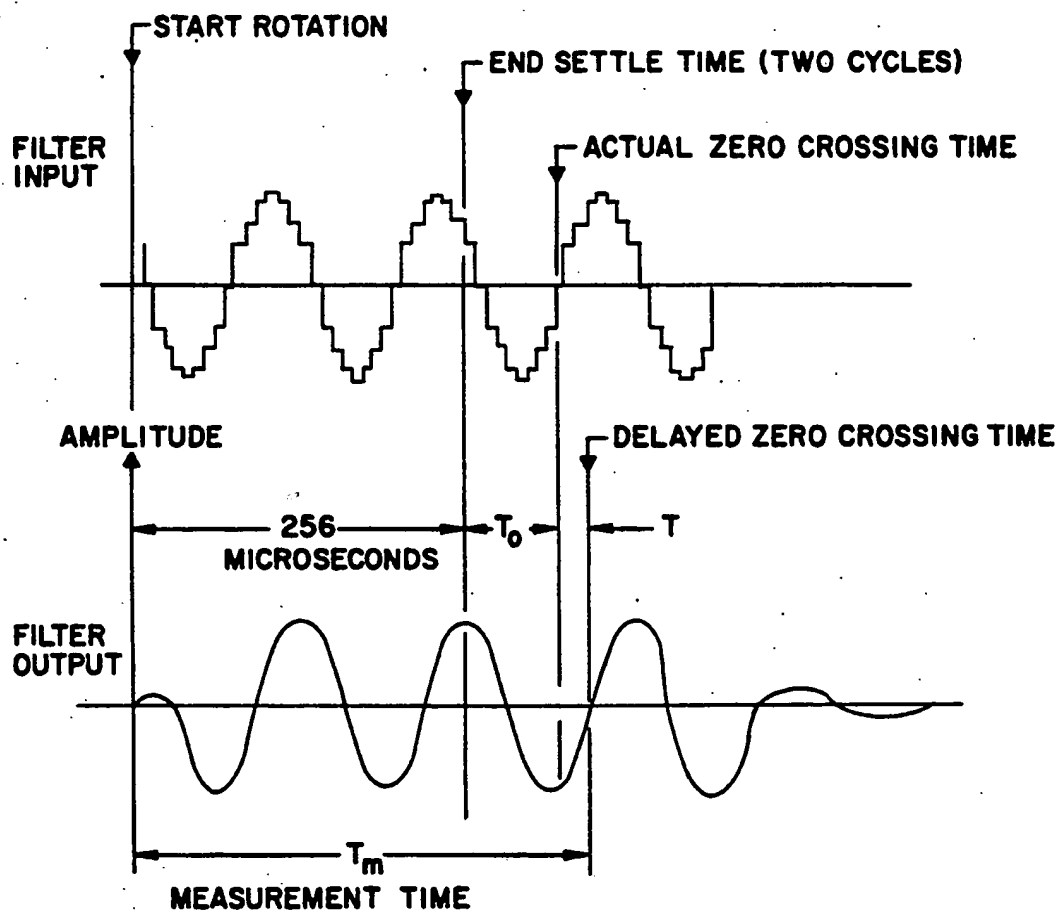 START ROTATION
END SETTLE TIME (TWO CYCLES)
FILTER
INPUT
ACTUAL ZERO CROSSING TIME
AMPLITUDE
DELAYED ZERO CROSSING TIME
256
MICROSECONDS
To
T
FILTER
OUTPUT
Tm
MEASUREMENT TIME